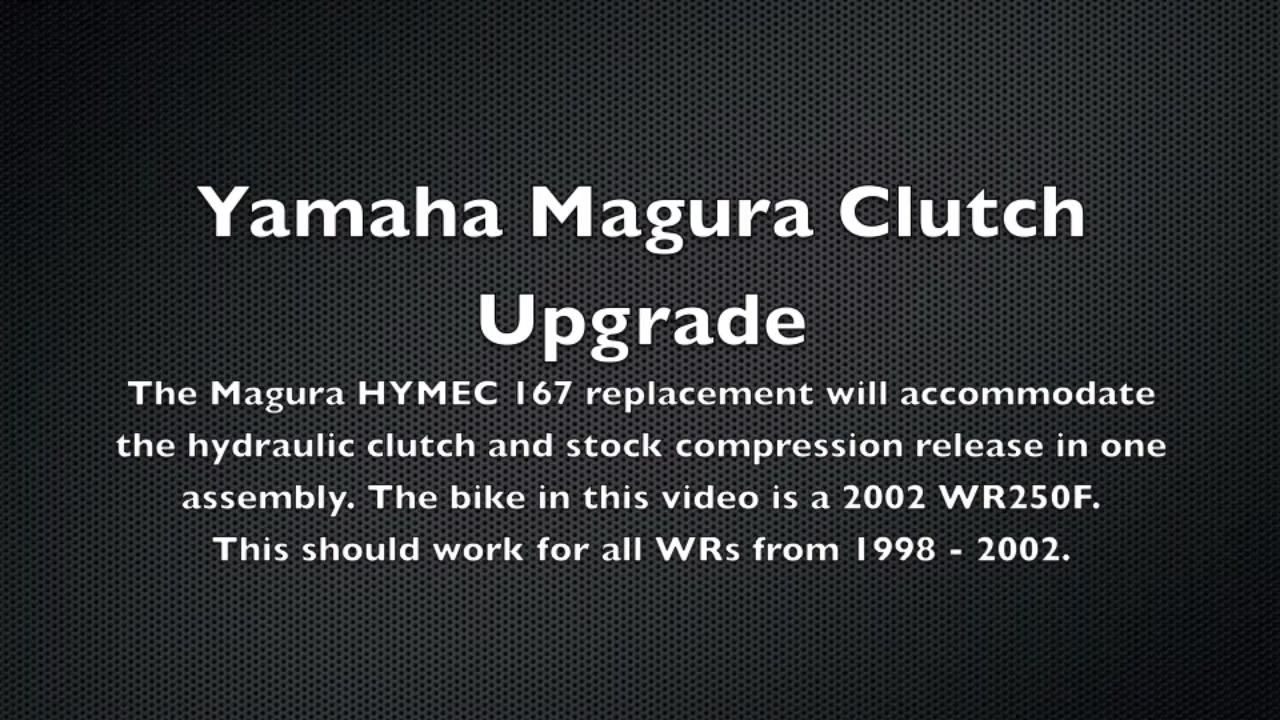 Yamaha Magura Clutch
Upgrade
The Magura HYMEC 167 replacement will accommodate
the hydraulic clutch and stock compression release in one
assembly. The bike in this video is a 2002 WR250F.
This should work for all WRs from 1998 - 2002.